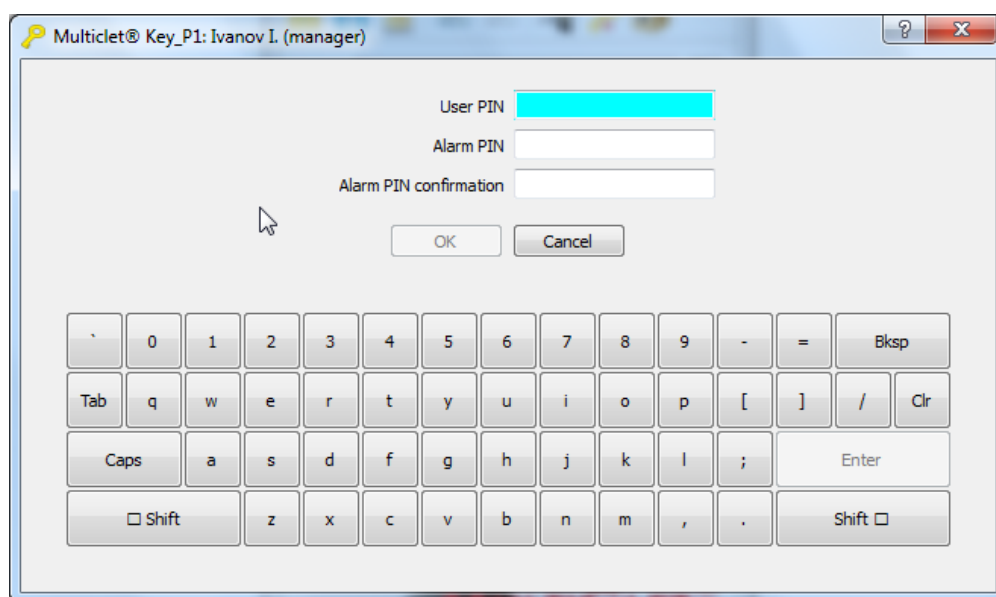 Multiclet® Key_P1: Ivanov I. (manager)
User PIN
Alarm PIN
Alarm PIN confirmation
OK Cancel
` 0 1 2 3 4 5 6 7 8 9 - = Bksp
Tab q w e r t y u i o p [ ] / Clr
Caps a s d f g h j k l ; Enter
□ Shift z x c v b n m , . Shift □